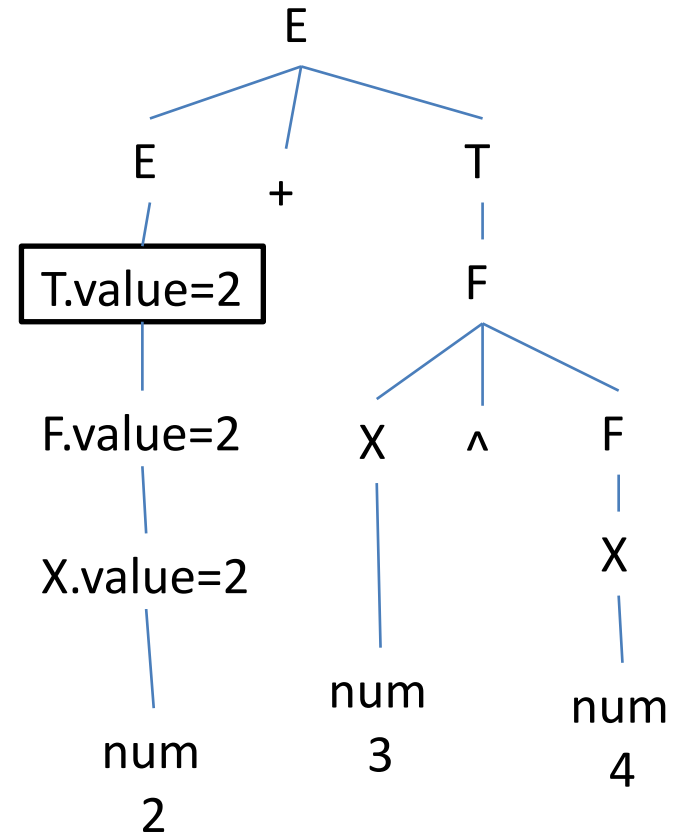 E
E + T
T.value=2 F
F.value=2 X ^ F
X.value=2 X
num 3
num 4
num 2